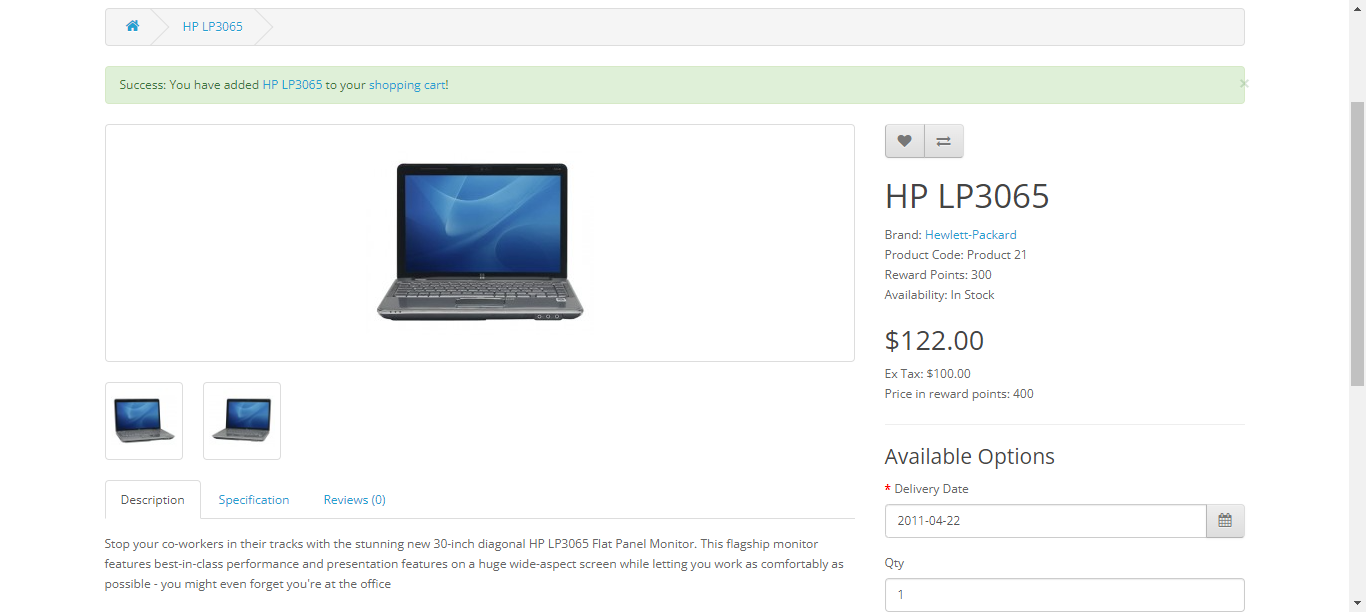 HP LP3065
Success: You have added HP LP3065 to your shopping cart!
×
HP LP3065
Brand: Hewlett-Packard
Product Code: Product 21
Reward Points: 300
Availability: In Stock
$122.00
Ex Tax: $100.00
Price in reward points: 400
Available Options
* Delivery Date
2011-04-22
Qty
1
Description
Specification
Reviews (0)
Stop your co-workers in their tracks with the stunning new 30-inch diagonal HP LP3065 Flat Panel Monitor. This flagship monitor
features best-in-class performance and presentation features on a huge wide-aspect screen while letting you work as comfortably as
possible - you might even forget you're at the office